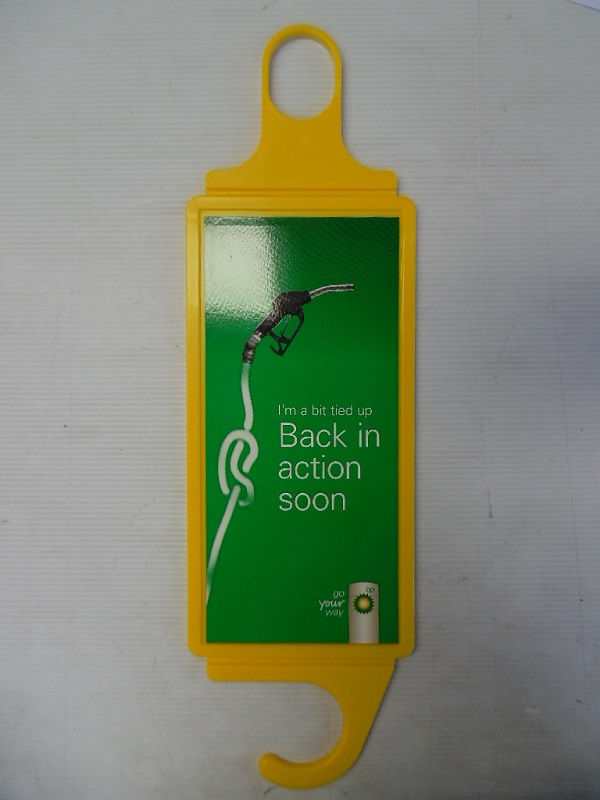 I'm a bit tied up
Back in
action
soon
go
your
way
bp